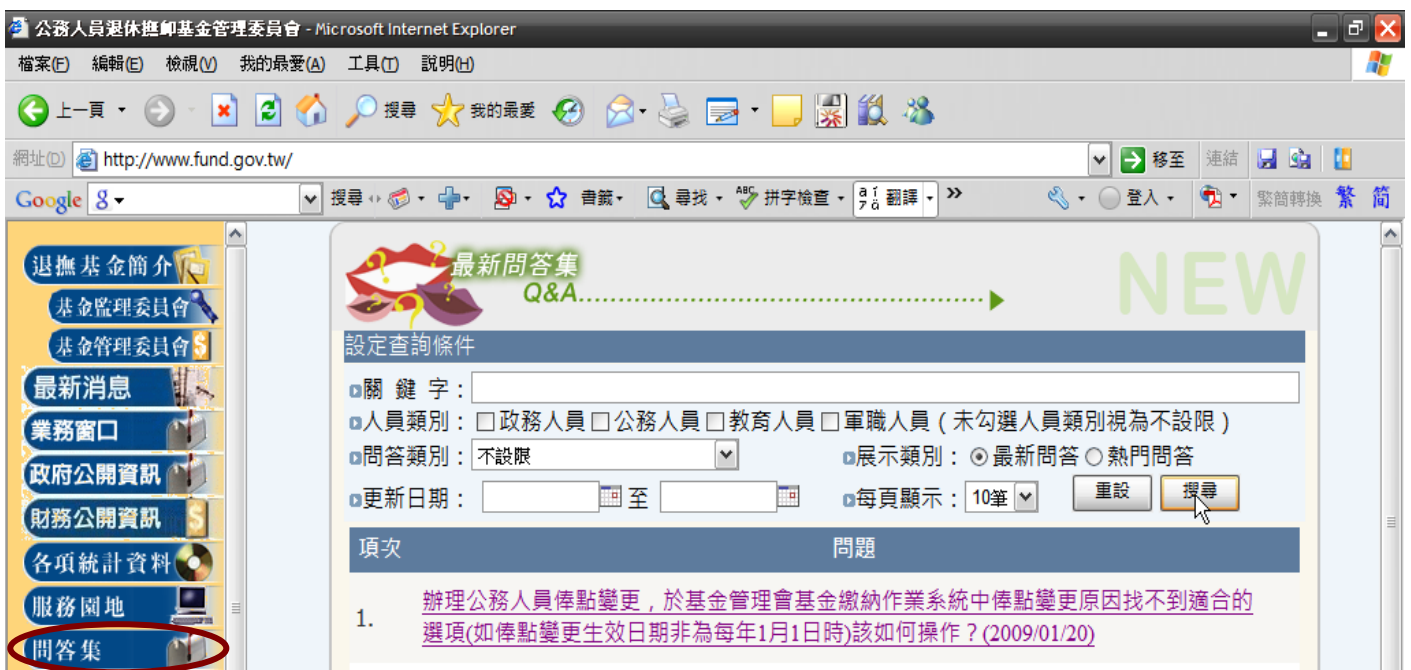 公務人員退休撫卹基金管理委員會 - Microsoft Internet Explorer
檔案(F) 編輯(E) 檢視(V) 我的最愛(A) 工具(T) 說明(H)
上一頁 搜尋 我的最愛
網址(D) http://www.fund.gov.tw/ 移至 連結
Google 搜尋 書籤 尋找 ABC 拼字檢查 翻譯 » 登入 繁簡轉換 繁 简
退撫基金簡介
基金監理委員會
基金管理委員會
最新消息
業務窗口
政府公開資訊
財務公開資訊
各項統計資料
服務園地
問答集
最新問答集
Q&A
NEW
設定查詢條件
關 鍵 字：
人員類別：政務人員 公務人員 教育人員 軍職人員（未勾選人員類別視為不設限）
問答類別：不設限 展示類別：最新問答 熱門問答
更新日期： 至 每頁顯示：10筆 重設 搜尋
項次 問題
1. 辦理公務人員俸點變更，於基金管理會基金繳納作業系統中俸點變更原因找不到適合的
選項(如俸點變更生效日期非為每年1月1日時)該如何操作？(2009/01/20)